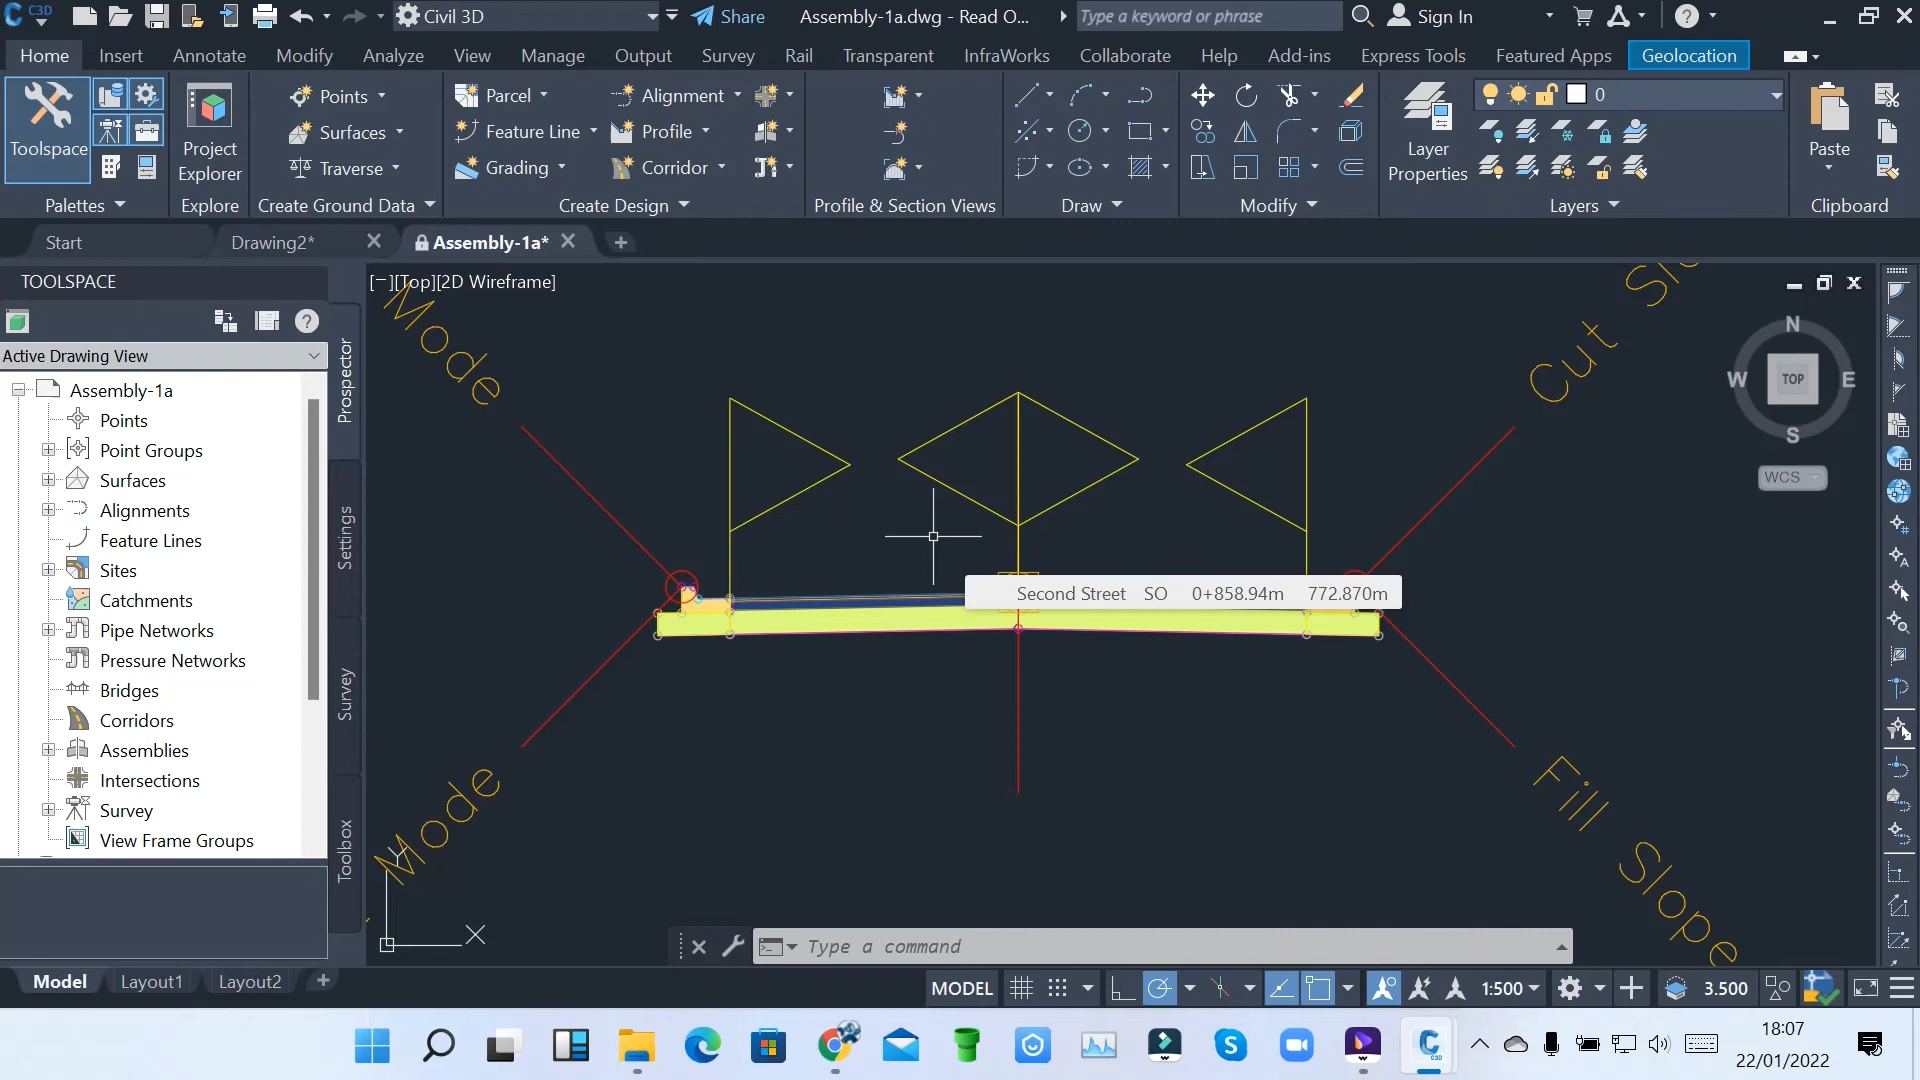 C3D
Civil 3D
Share
Assembly-1a.dwg - Read O...
Type a keyword or phrase
Sign In
Home Insert Annotate Modify Analyze View Manage Output Survey Rail Transparent InfraWorks Collaborate Help Add-ins Express Tools Featured Apps Geolocation
Toolspace
Palettes
Project
Explorer
Explore
Points
Surfaces
Traverse
Create Ground Data
Parcel
Feature Line
Grading
Alignment
Profile
Corridor
Create Design
Profile & Section Views
Draw
Modify
Layer
Properties
0
Layers
Paste
Clipboard
Start
Drawing2*
Assembly-1a*
TOOLSPACE
Active Drawing View
Assembly-1a
Points
Point Groups
Surfaces
Alignments
Feature Lines
Sites
Catchments
Pipe Networks
Pressure Networks
Bridges
Corridors
Assemblies
Intersections
Survey
View Frame Groups
Prospector
Settings
Survey
Toolbox
[−][Top][2D Wireframe]
Mode
Cut Slo
Mode
Fill Slope
Second Street SO 0+858.94m 772.870m
N
W TOP E
S
WCS
Y
X
Type a command
Model Layout1 Layout2
MODEL
1:500
3.500
18:07
22/01/2022